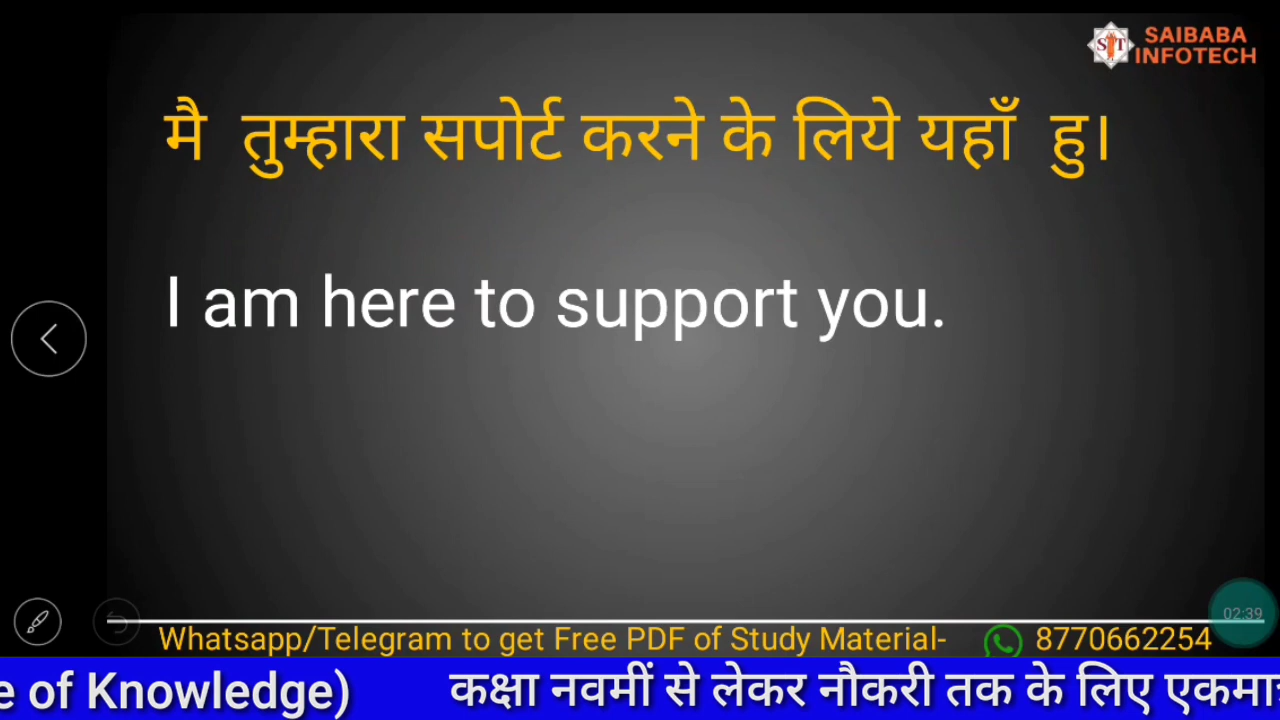 SAIBABA
INFOTECH
मै तुम्हारा सपोर्ट करने के लिये यहाँ हु।
I am here to support you.
02:39
Whatsapp/Telegram to get Free PDF of Study Material- 8770662254
e of Knowledge) कक्षा नवमीं से लेकर नौकरी तक के लिए